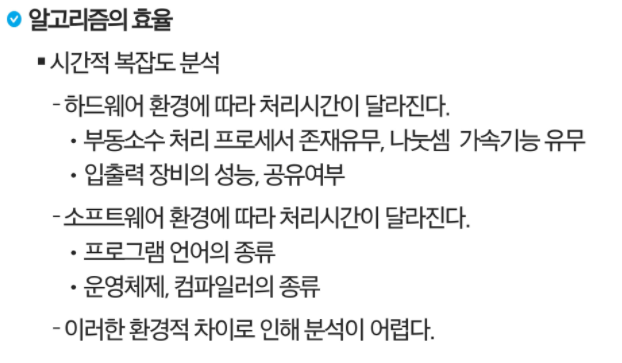 알고리즘의 효율
▪ 시간적 복잡도 분석
-하드웨어 환경에 따라 처리시간이 달라진다.
• 부동소수 처리 프로세서 존재유무, 나눗셈 가속기능 유무
• 입출력 장비의 성능, 공유여부
-소프트웨어 환경에 따라 처리시간이 달라진다.
• 프로그램 언어의 종류
• 운영체제, 컴파일러의 종류
-이러한 환경적 차이로 인해 분석이 어렵다.